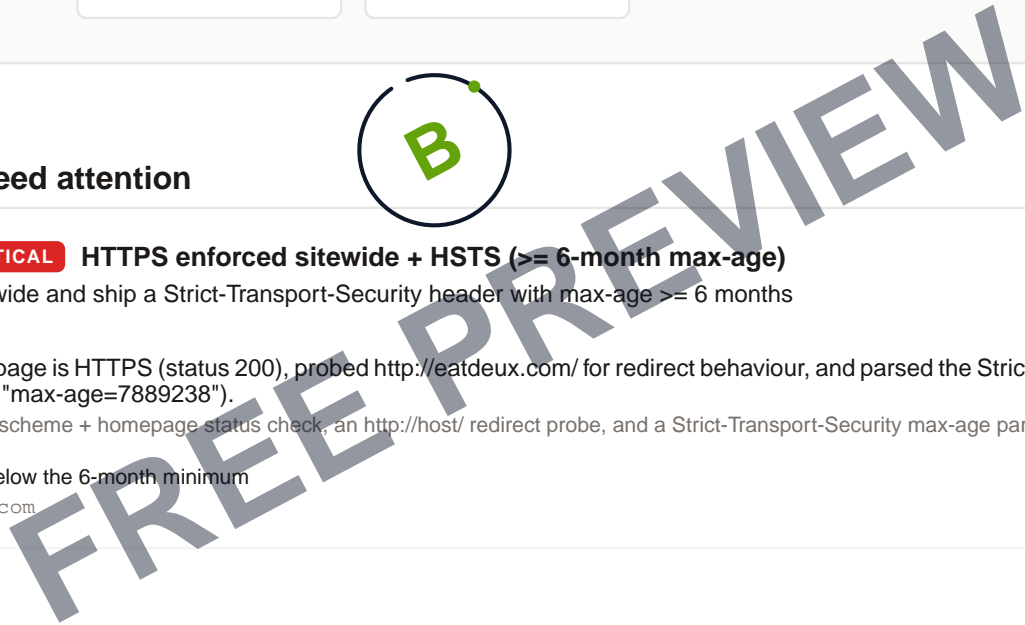 B
eed attention
TICAL HTTPS enforced sitewide + HSTS (>= 6-month max-age)
wide and ship a Strict-Transport-Security header with max-age >= 6 months
page is HTTPS (status 200), probed http://eatdeux.com/ for redirect behaviour, and parsed the Stric
"max-age=7889238").
scheme + homepage status check, an http://host/ redirect probe, and a Strict-Transport-Security max-age par
elow the 6-month minimum
com
FREE PREVIEW